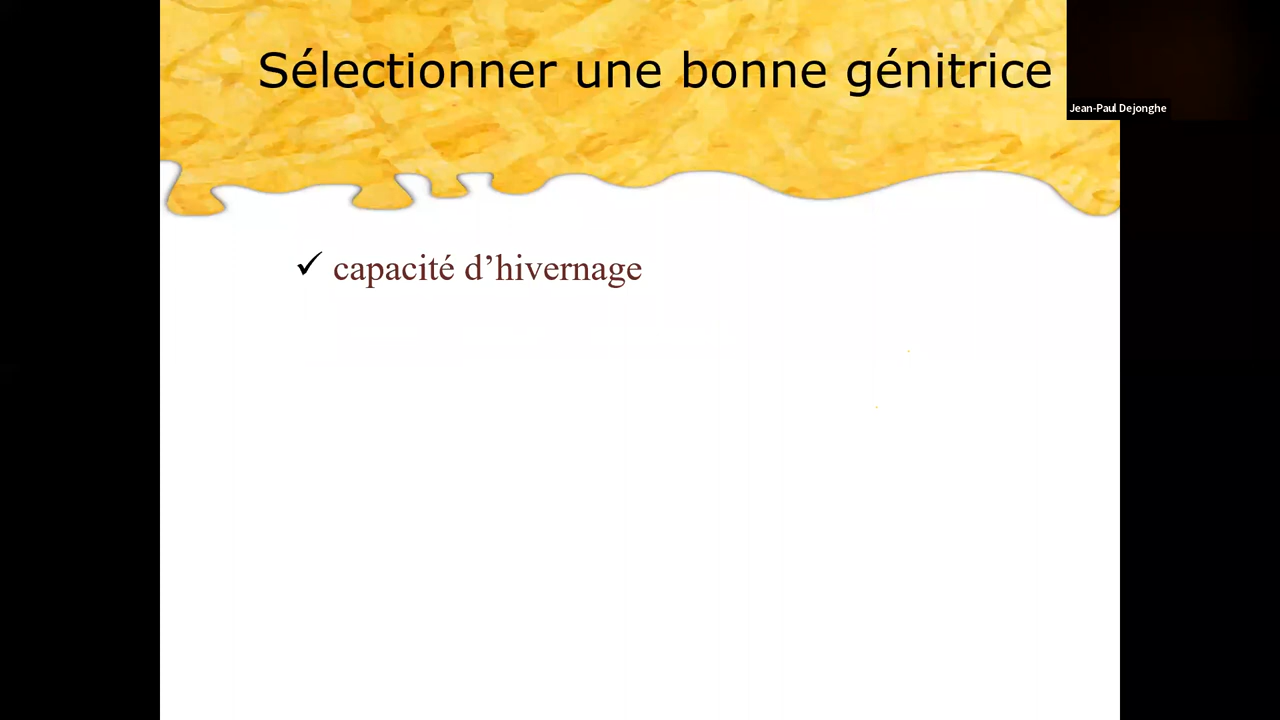 Sélectionner une bonne génitrice
Jean-Paul Dejonghe
✓ capacité d’hivernage